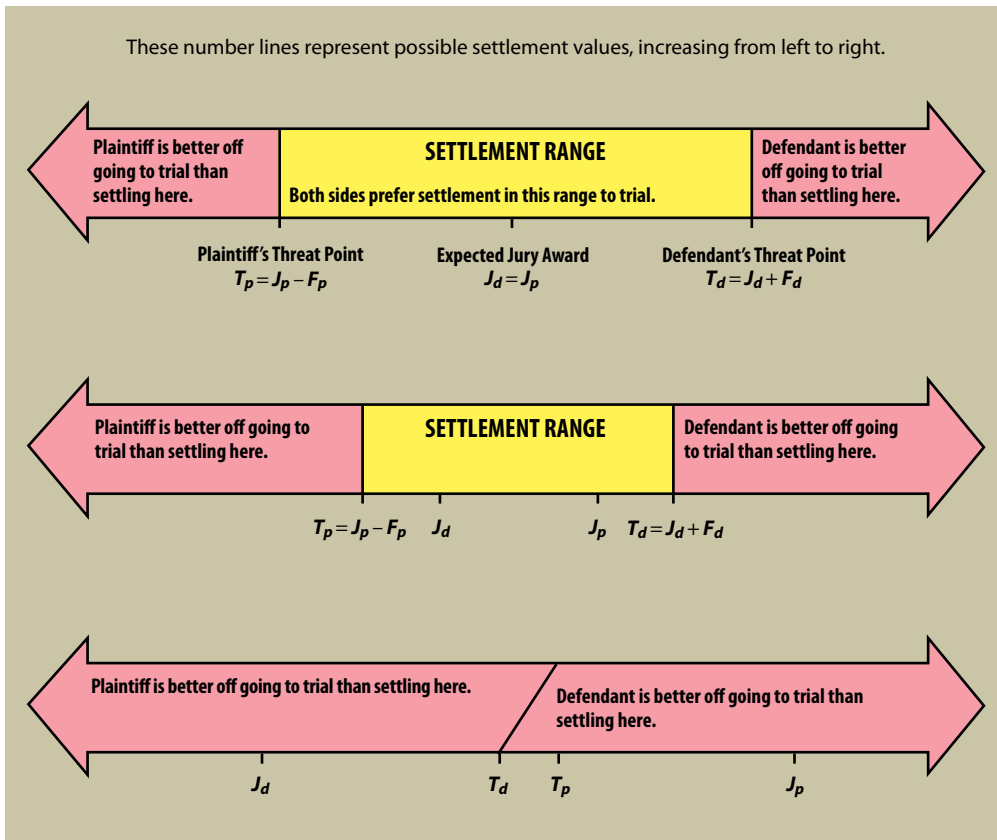 These number lines represent possible settlement values, increasing from left to right.
Plaintiff is better off
going to trial than
settling here.
SETTLEMENT RANGE
Both sides prefer settlement in this range to trial.
Defendant is better
off going to trial
than settling here.
Plaintiff's Threat Point
Tp = Jp – Fp
Expected Jury Award
Jd = Jp
Defendant's Threat Point
Td = Jd + Fd
Plaintiff is better off going to
trial than settling here.
SETTLEMENT RANGE
Defendant is better off going
to trial than settling here.
Tp = Jp – Fp
Jd
Jp
Td = Jd + Fd
Plaintiff is better off going to trial than settling here.
Defendant is better off going to trial than
settling here.
Jd
Td
Tp
Jp